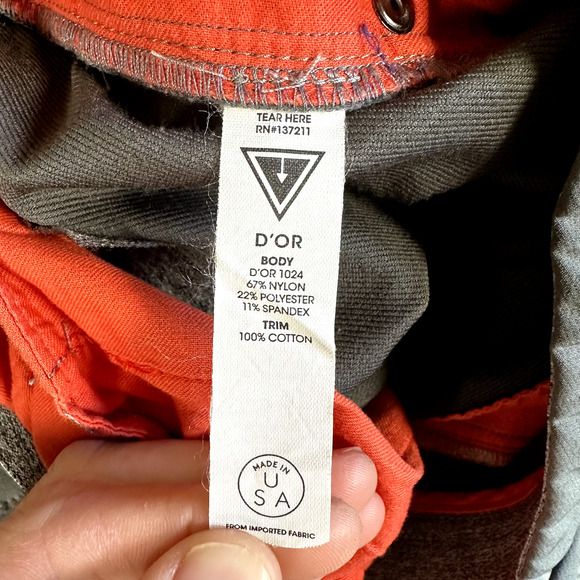 TEAR HERE
RN#137211
D'OR
BODY
D'OR 1024
67% NYLON
22% POLYESTER
11% SPANDEX
TRIM
100% COTTON
MADE IN
U
SA
FROM IMPORTED FABRIC